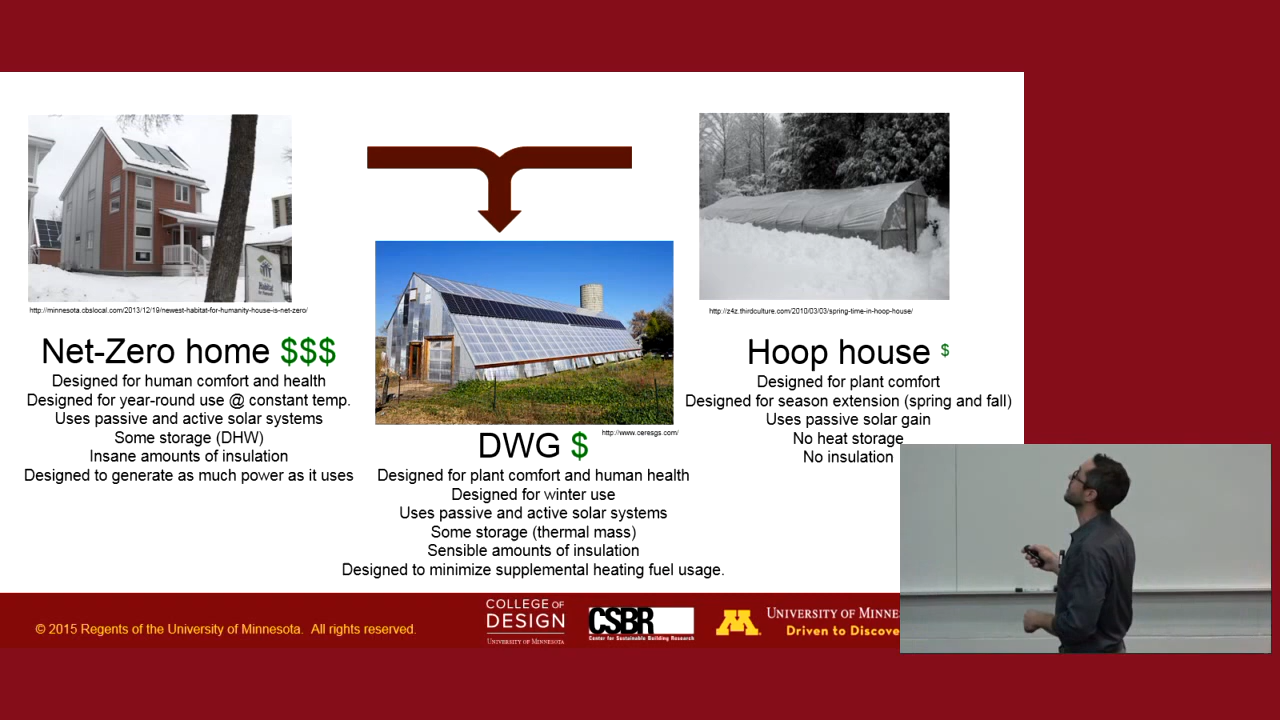 http://minnesota.cbslocal.com/2013/12/19/newest-habitat-for-humanity-house-is-net-zero/
Net-Zero home $$$
Designed for human comfort and health
Designed for year-round use @ constant temp.
Uses passive and active solar systems
Some storage (DHW)
Insane amounts of insulation
Designed to generate as much power as it uses
http://www.ceresgs.com/
DWG $
Designed for plant comfort and human health
Designed for winter use
Uses passive and active solar systems
Some storage (thermal mass)
Sensible amounts of insulation
Designed to minimize supplemental heating fuel usage.
http://z4z.thirdculture.com/2010/03/03/spring-time-in-hoop-house/
Hoop house $
Designed for plant comfort
Designed for season extension (spring and fall)
Uses passive solar gain
No heat storage
No insulation
Habitat
© 2015 Regents of the University of Minnesota. All rights reserved.
COLLEGE OF
DESIGN
UNIVERSITY OF MINNESOTA
CSBR
Center for Sustainable Building Research
M
UNIVERSITY OF MINNE
Driven to Discove